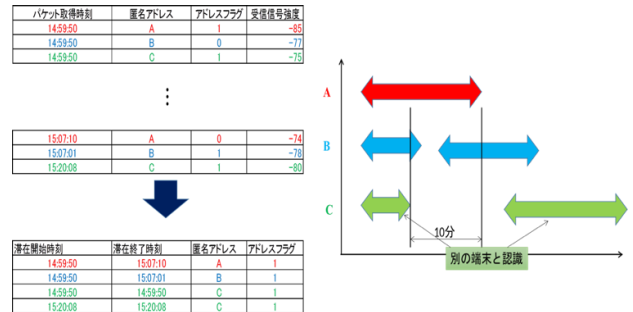 パケット取得時刻 匿名アドレス アドレスフラグ 受信信号強度
14:59:50 A 1 -85
14:59:50 B 0 -77
14:59:50 C 1 -75
⋮
15:07:10 A 0 -74
15:07:01 B 1 -78
15:20:08 C 1 -80
滞在開始時刻 滞在終了時刻 匿名アドレス アドレスフラグ
14:59:50 15:07:10 A 1
14:59:50 15:07:01 B 1
14:59:50 14:59:50 C 1
15:20:08 15:20:08 C 1
A
B
C
10分
別の端末と認識